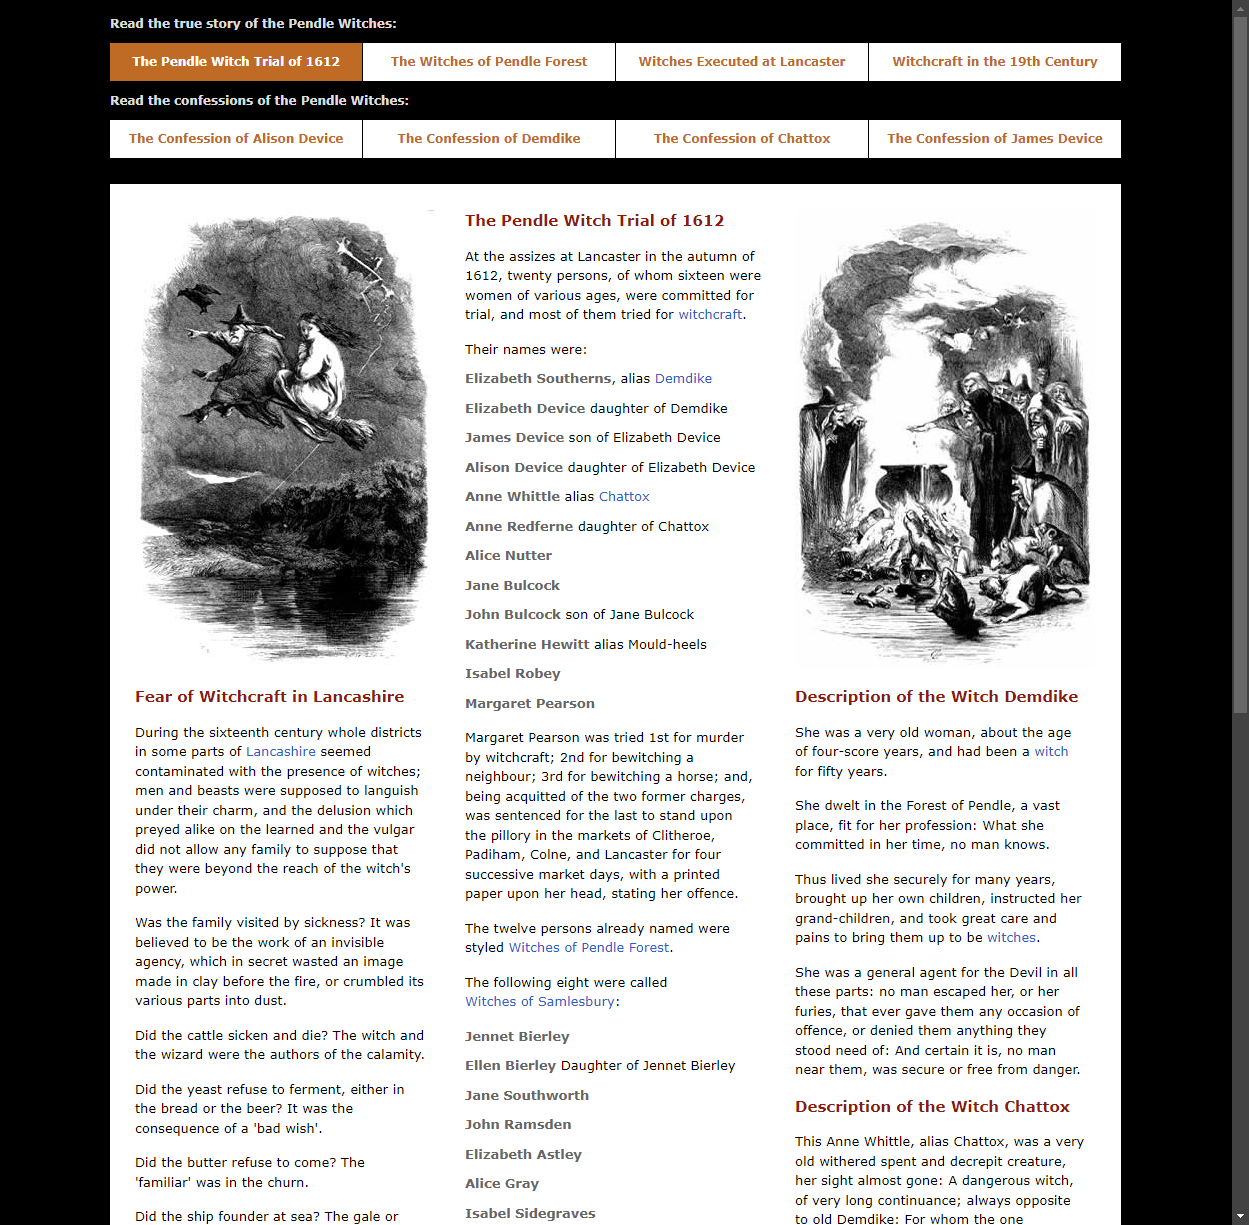 Read the true story of the Pendle Witches:
The Pendle Witch Trial of 1612
The Witches of Pendle Forest
Witches Executed at Lancaster
Witchcraft in the 19th Century
Read the confessions of the Pendle Witches:
The Confession of Alison Device
The Confession of Demdike
The Confession of Chattox
The Confession of James Device
Fear of Witchcraft in Lancashire
During the sixteenth century whole districts
in some parts of Lancashire seemed
contaminated with the presence of witches;
men and beasts were supposed to languish
under their charm, and the delusion which
preyed alike on the learned and the vulgar
did not allow any family to suppose that
they were beyond the reach of the witch's
power.
Was the family visited by sickness? It was
believed to be the work of an invisible
agency, which in secret wasted an image
made in clay before the fire, or crumbled its
various parts into dust.
Did the cattle sicken and die? The witch and
the wizard were the authors of the calamity.
Did the yeast refuse to ferment, either in
the bread or the beer? It was the
consequence of a 'bad wish'.
Did the butter refuse to come? The
'familiar' was in the churn.
Did the ship founder at sea? The gale or
The Pendle Witch Trial of 1612
At the assizes at Lancaster in the autumn of
1612, twenty persons, of whom sixteen were
women of various ages, were committed for
trial, and most of them tried for witchcraft.
Their names were:
Elizabeth Southerns, alias Demdike
Elizabeth Device daughter of Demdike
James Device son of Elizabeth Device
Alison Device daughter of Elizabeth Device
Anne Whittle alias Chattox
Anne Redferne daughter of Chattox
Alice Nutter
Jane Bulcock
John Bulcock son of Jane Bulcock
Katherine Hewitt alias Mould-heels
Isabel Robey
Margaret Pearson
Margaret Pearson was tried 1st for murder
by witchcraft; 2nd for bewitching a
neighbour; 3rd for bewitching a horse; and,
being acquitted of the two former charges,
was sentenced for the last to stand upon
the pillory in the markets of Clitheroe,
Padiham, Colne, and Lancaster for four
successive market days, with a printed
paper upon her head, stating her offence.
The twelve persons already named were
styled Witches of Pendle Forest.
The following eight were called
Witches of Samlesbury:
Jennet Bierley
Ellen Bierley Daughter of Jennet Bierley
Jane Southworth
John Ramsden
Elizabeth Astley
Alice Gray
Isabel Sidegraves
Description of the Witch Demdike
She was a very old woman, about the age
of four-score years, and had been a witch
for fifty years.
She dwelt in the Forest of Pendle, a vast
place, fit for her profession: What she
committed in her time, no man knows.
Thus lived she securely for many years,
brought up her own children, instructed her
grand-children, and took great care and
pains to bring them up to be witches.
She was a general agent for the Devil in all
these parts: no man escaped her, or her
furies, that ever gave them any occasion of
offence, or denied them anything they
stood need of: And certain it is, no man
near them, was secure or free from danger.
Description of the Witch Chattox
This Anne Whittle, alias Chattox, was a very
old withered spent and decrepit creature,
her sight almost gone: A dangerous witch,
of very long continuance; always opposite
to old Demdike: For whom the one